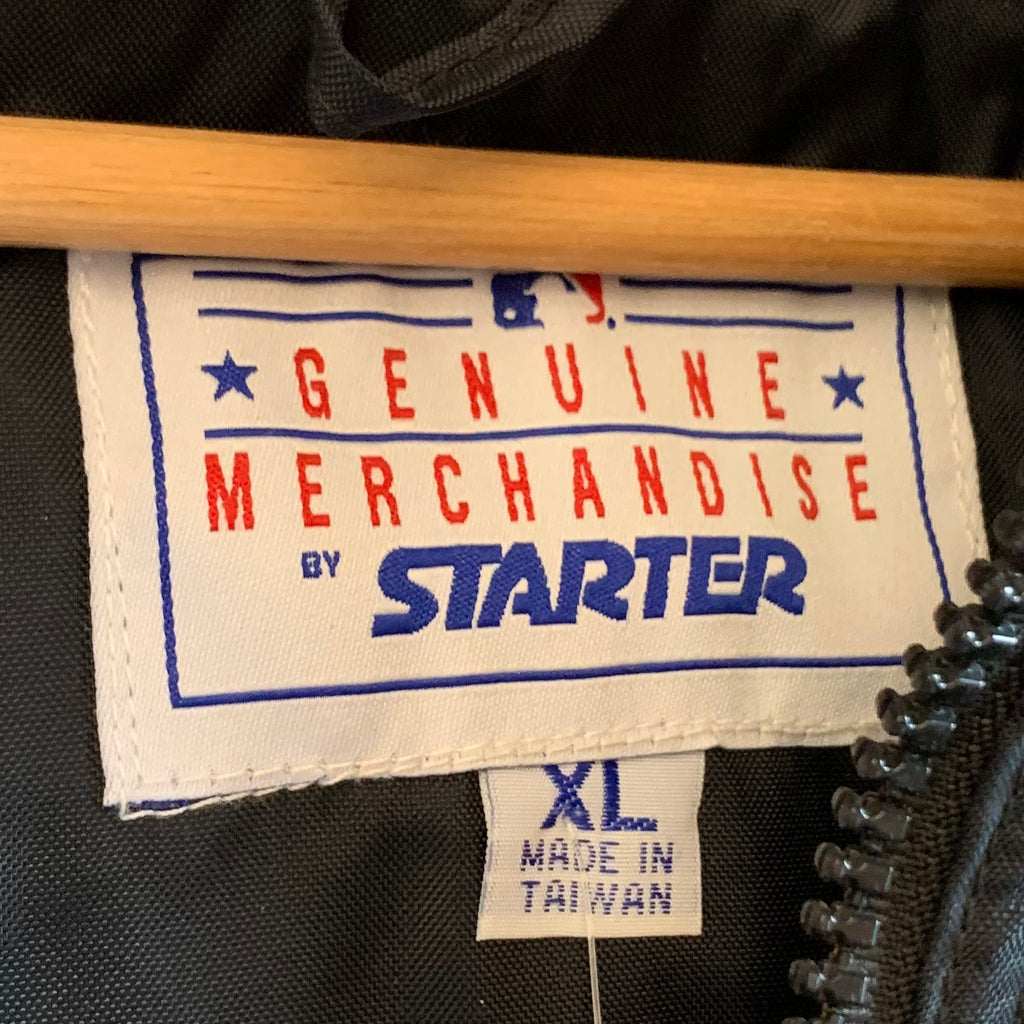 GENUINE
MERCHANDISE
BY STARTER
XL
MADE IN
TAIWAN